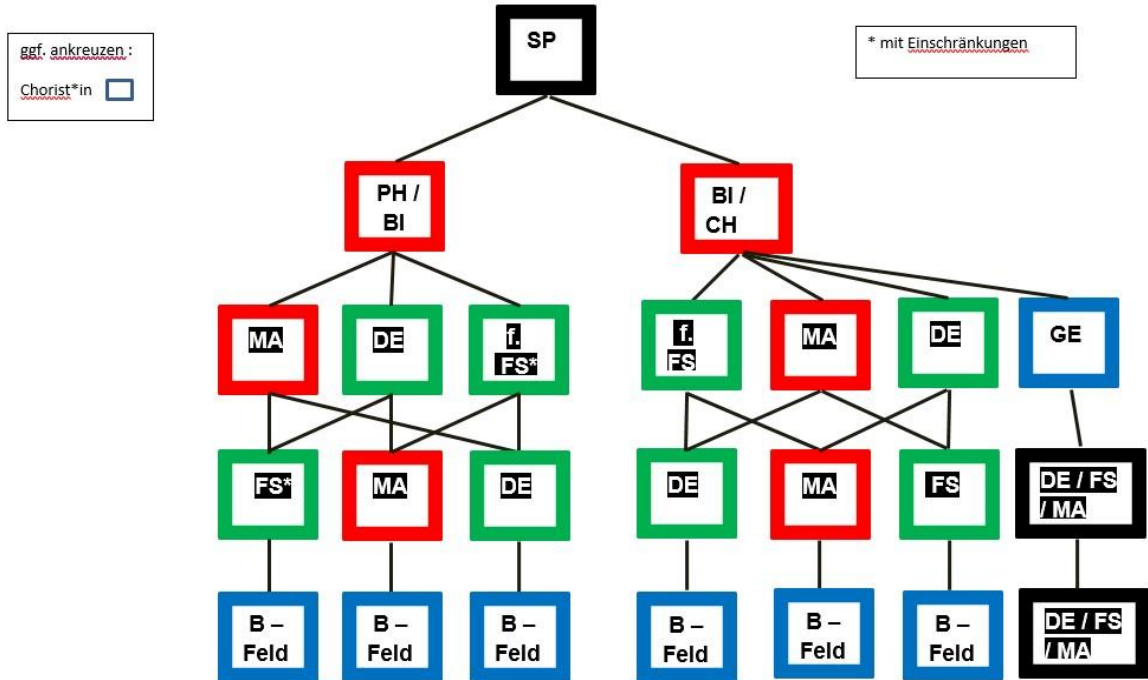 ggf. ankreuzen :
Chorist*in
SP
* mit Einschränkungen
PH /
BI
BI /
CH
MA
DE
f.
FS*
f.
FS
MA
DE
GE
FS*
MA
DE
DE
MA
FS
DE / FS
/ MA
B –
Feld
B –
Feld
B –
Feld
B –
Feld
B –
Feld
B –
Feld
DE / FS
/ MA